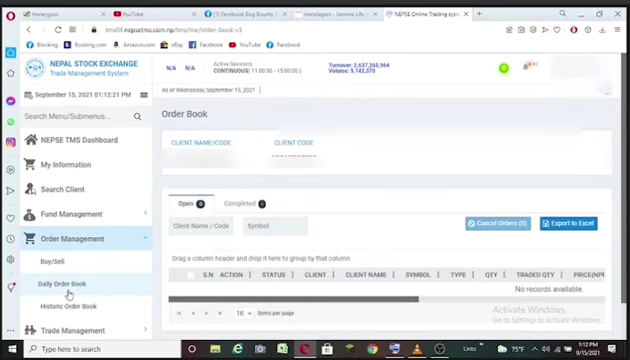 Honeygain
YouTube
Facebook Bug Bounty
merolagani - Samima Life
NEPSE Online Trading system
tms04.nepsetms.com.np/tms/me/order-book-v3
Blocking
Booking.com
Amazon.com
eBay
Facebook
YouTube
Facebook
NEPAL STOCK EXCHANGE
Trade Management System
N/A N/A
Active Sessions
CONTINUOUS (11:00:00 - 15:00:00)
Turnover: 2,637,365,964
Volume: 5,142,370
September 15, 2021 01:12:21 PM
As of Wednesday, September 15, 2021
Search Menu/Submenus...
NEPSE TMS Dashboard
My Information
Search Client
Fund Management
Order Management
Buy/Sell
Daily Order Book
Historic Order Book
Trade Management
Order Book
CLIENT NAME/CODE
CLIENT CODE
Open 0
Completed
Client Name / Code
Symbol
Cancel Orders (0)
Export to Excel
Drag a column header and drop it here to group by that column
S.N ACTION STATUS CLIENT CLIENT SYMBOL TYPE QTY TRADED QTY PRICE(NPR
No records available.
10 items per page
Activate Windows
Go to Settings to activate Windows.
Type here to search
75°F
Links
1:12 PM
9/15/2021